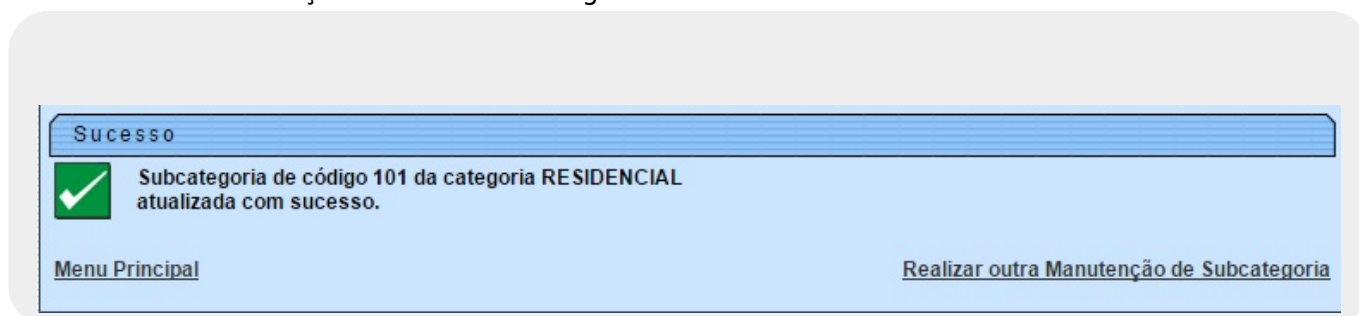 Sucesso
Subcategoria de código 101 da categoria RESIDENCIAL
atualizada com sucesso.
Menu Principal
Realizar outra Manutenção de Subcategoria